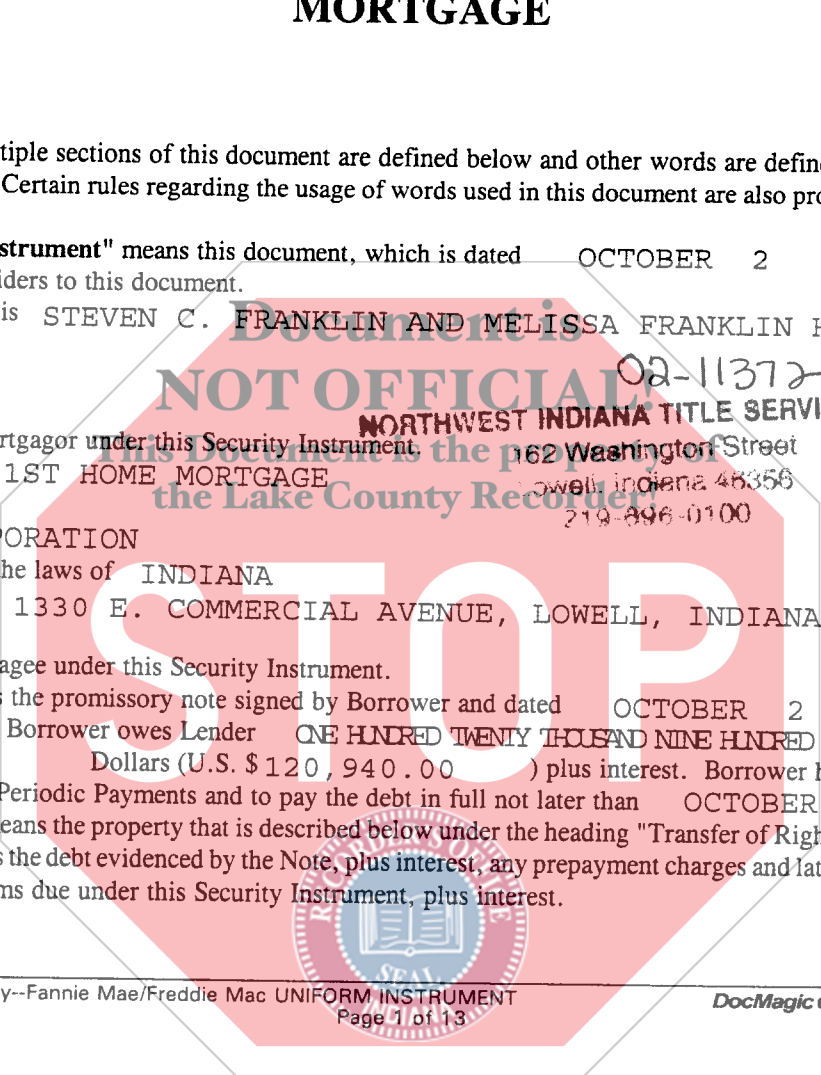 MORTGAGE
tiple sections of this document are defined below and other words are define
Certain rules regarding the usage of words used in this document are also pro
strument" means this document, which is dated OCTOBER 2
iders to this document.
is STEVEN C. FRANKLIN AND MELISSA FRANKLIN H
Document is
02-11372-
NOT OFFICIAL!
NORTHWEST INDIANA TITLE SERVI
rtgagor under this Security Instrument.
This Document is the property of
162 Washington Street
1ST HOME MORTGAGE
Lowell, Indiana 46356
the Lake County Recorder!
219-696-0100
PORATION
he laws of INDIANA
1330 E. COMMERCIAL AVENUE, LOWELL, INDIANA
STOP
agee under this Security Instrument.
s the promissory note signed by Borrower and dated OCTOBER 2
Borrower owes Lender ONE HUNDRED TWENTY THOUSAND NINE HUNDRED
Dollars (U.S. $ 120,940.00 ) plus interest. Borrower h
Periodic Payments and to pay the debt in full not later than OCTOBER
eans the property that is described below under the heading "Transfer of Righ
s the debt evidenced by the Note, plus interest, any prepayment charges and lat
ms due under this Security Instrument, plus interest.
RECORDER'S OFFICE
SEAL
INDIANA
y--Fannie Mae/Freddie Mac UNIFORM INSTRUMENT
DocMagic
Page 1 of 13